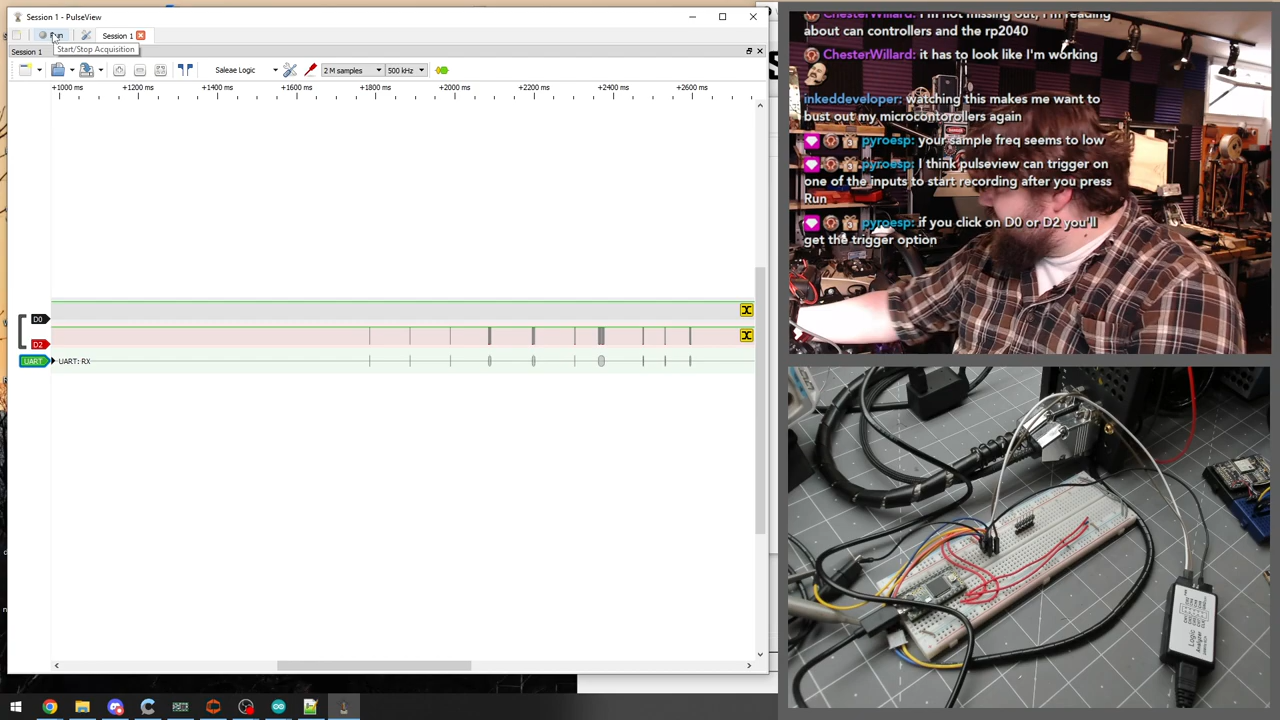 Session 1 - PulseView
Run
Session 1
Start/Stop Acquisition
Session 1
Saleae Logic
2 M samples
500 kHz
+1000 ms
+1200 ms
+1400 ms
+1600 ms
+1800 ms
+2000 ms
+2200 ms
+2400 ms
+2600 ms
D0
D2
UART
UART: RX
ChesterWillard: I'm not missing out, I'm reading
about can controllers and the rp2040
ChesterWillard: it has to look like I'm working
inkeddeveloper: watching this makes me want to
bust out my microcontorollers again
pyroesp: your sample freq seems to low
pyroesp: I think pulseview can trigger on
one of the inputs to start recording after you press
Run
pyroesp: if you click on D0 or D2 you'll
get the trigger option
Logic
Analyzer